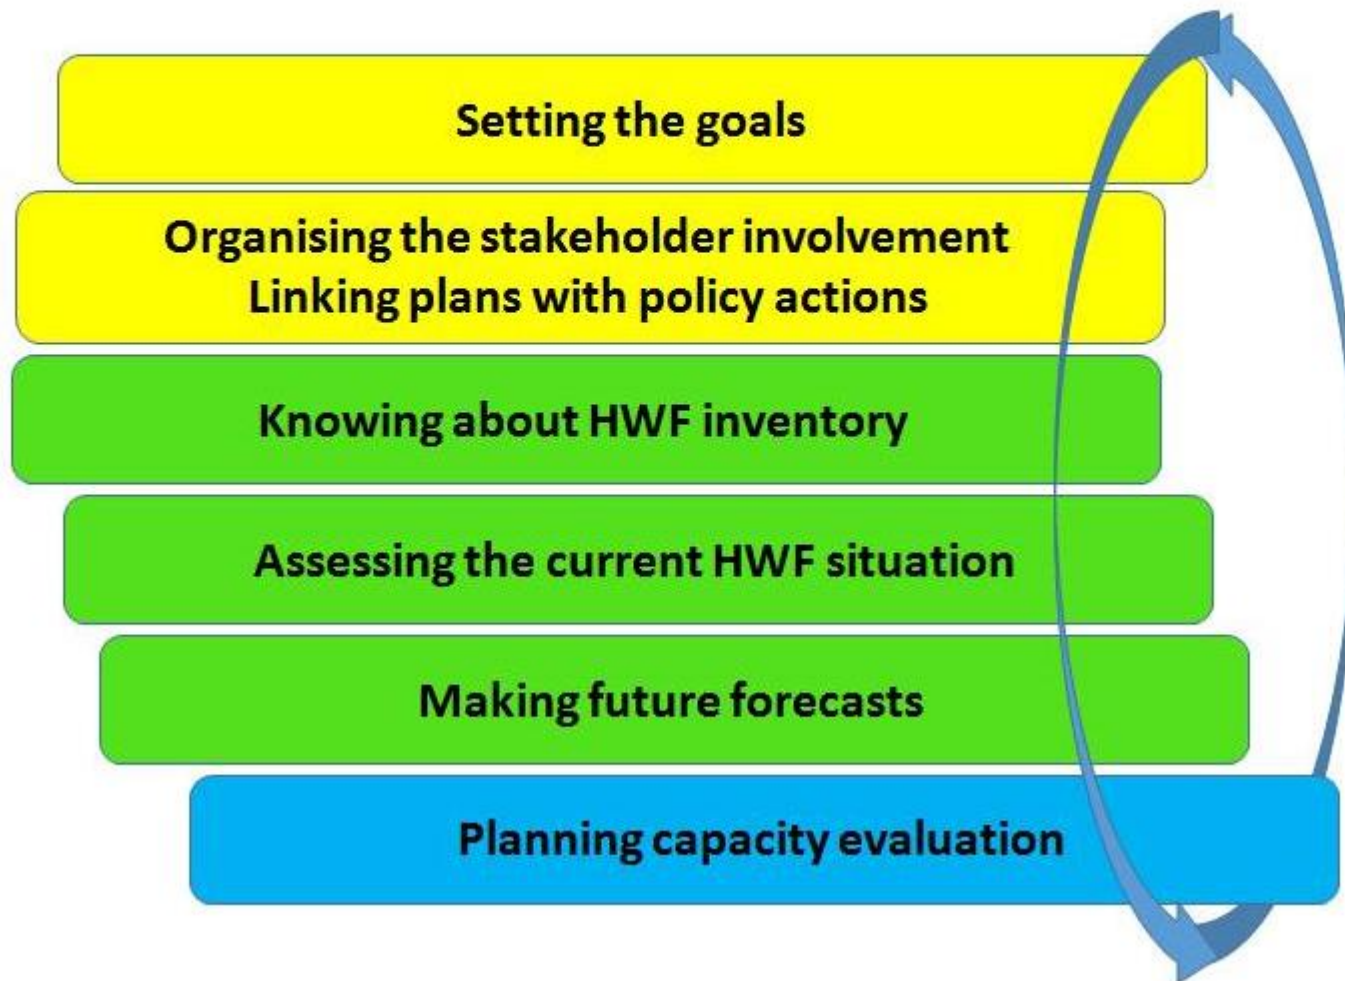 Setting the goals
Organising the stakeholder involvement
Linking plans with policy actions
Knowing about HWF inventory
Assessing the current HWF situation
Making future forecasts
Planning capacity evaluation